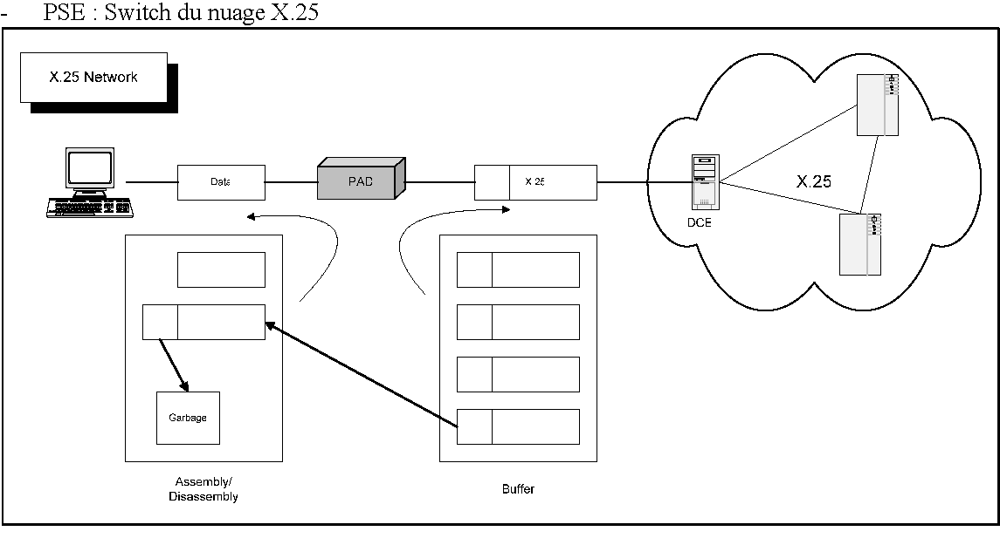 - PSE : Switch du nuage X.25
X.25 Network
Data
PAD
X.25
X.25
DCE
Garbage
Assembly/
Disassembly
Buffer